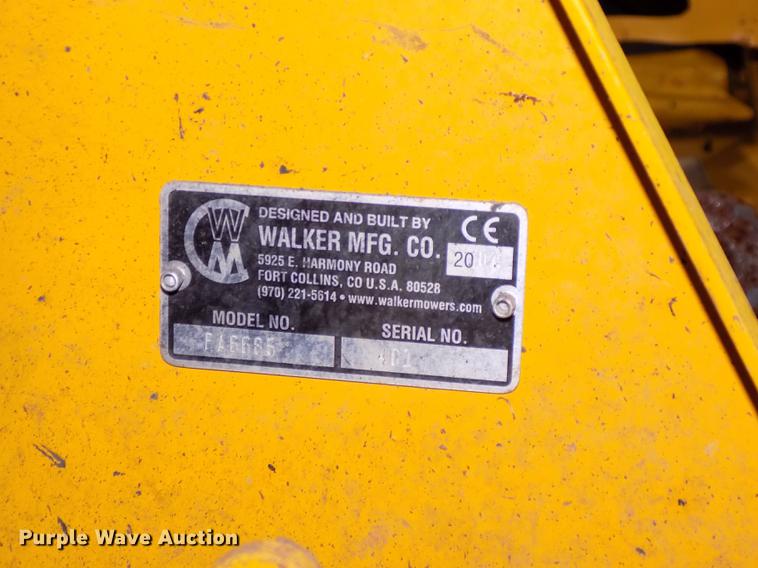 DESIGNED AND BUILT BY
WALKER MFG. CO.
5925 E. HARMONY ROAD
FORT COLLINS, CO U.S.A. 80528
(970) 221-5614 • www.walkermowers.com
CE
20
MODEL NO.
SERIAL NO.
Purple Wave Auction